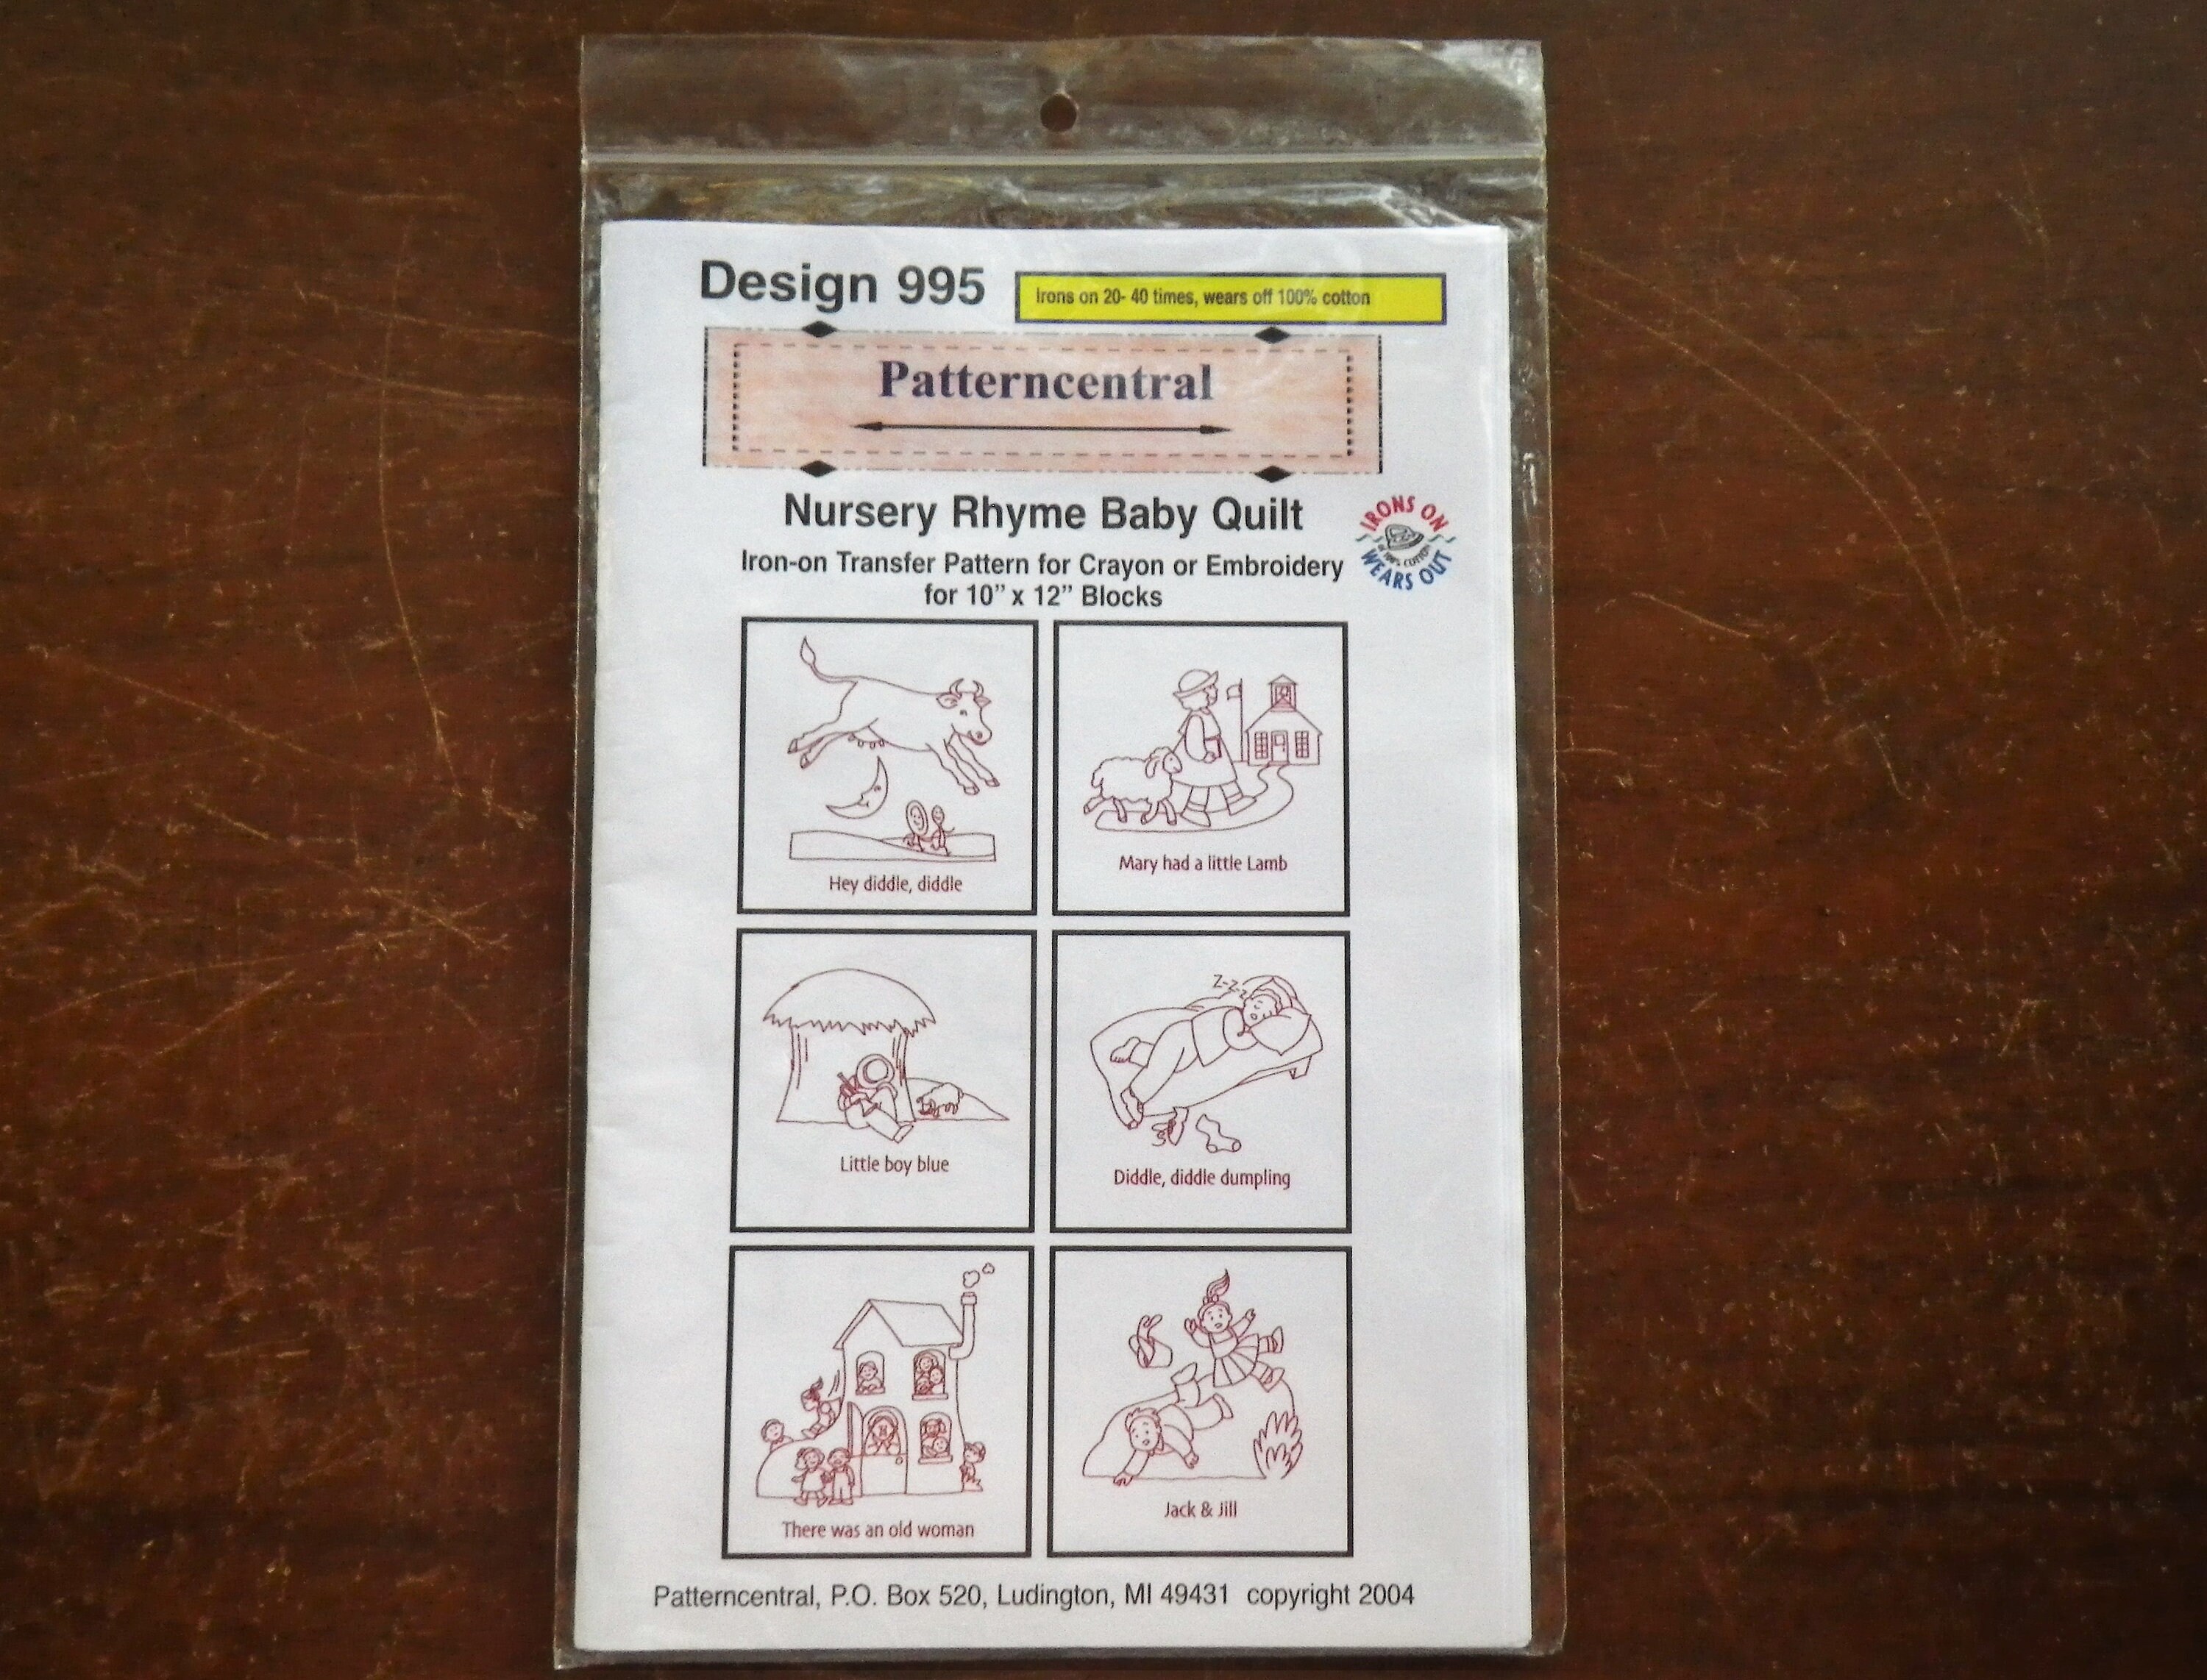 Design 995
Irons on 20- 40 times, wears off 100% cotton
Patterncentral
Nursery Rhyme Baby Quilt
IRONS ON
100% COTTON
WEARS OUT
Iron-on Transfer Pattern for Crayon or Embroidery
for 10” x 12” Blocks
Hey diddle, diddle
Mary had a little Lamb
Z-Z-Z
Little boy blue
Diddle, diddle dumpling
There was an old woman
Jack & Jill
Patterncentral, P.O. Box 520, Ludington, MI 49431 copyright 2004